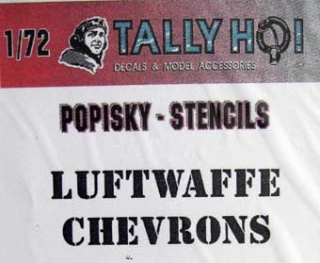 1/72 TALLY HO!
DECALS & MODEL ACCESSORIES
POPISKY - STENCILS
LUFTWAFFE
CHEVRONS